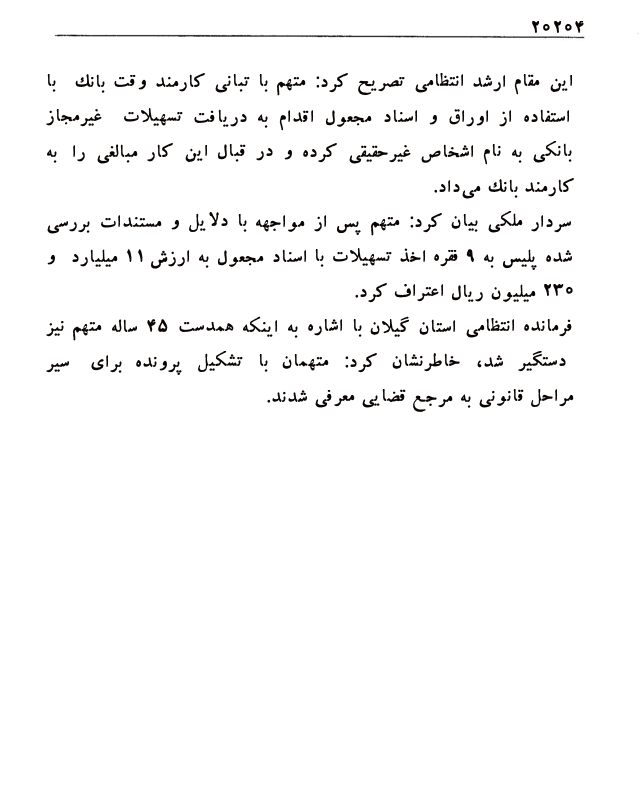 ۲۰۲۰۴
این مقام ارشد انتظامی تصریح کرد: متهم با تبانی کارمند وقت بانك با
استفاده از اوراق و اسناد مجعول اقدام به دریافت تسهیلات غیرمجاز
بانکی به نام اشخاص غیرحقیقی کرده و در قبال این کار مبالغی را به
کارمند بانك می‌داد.
سردار ملکی بیان کرد: متهم پس از مواجهه با دلایل و مستندات بررسی
شده پلیس به ۹ فقره اخذ تسهیلات با اسناد مجعول به ارزش ۱۱ میلیارد و
۲۳۰ میلیون ریال اعتراف کرد.
فرمانده انتظامی استان گیلان با اشاره به اینکه همدست ۴۵ ساله متهم نیز
دستگیر شد، خاطرنشان کرد: متهمان با تشکیل پرونده برای سیر
مراحل قانونی به مرجع قضایی معرفی شدند.